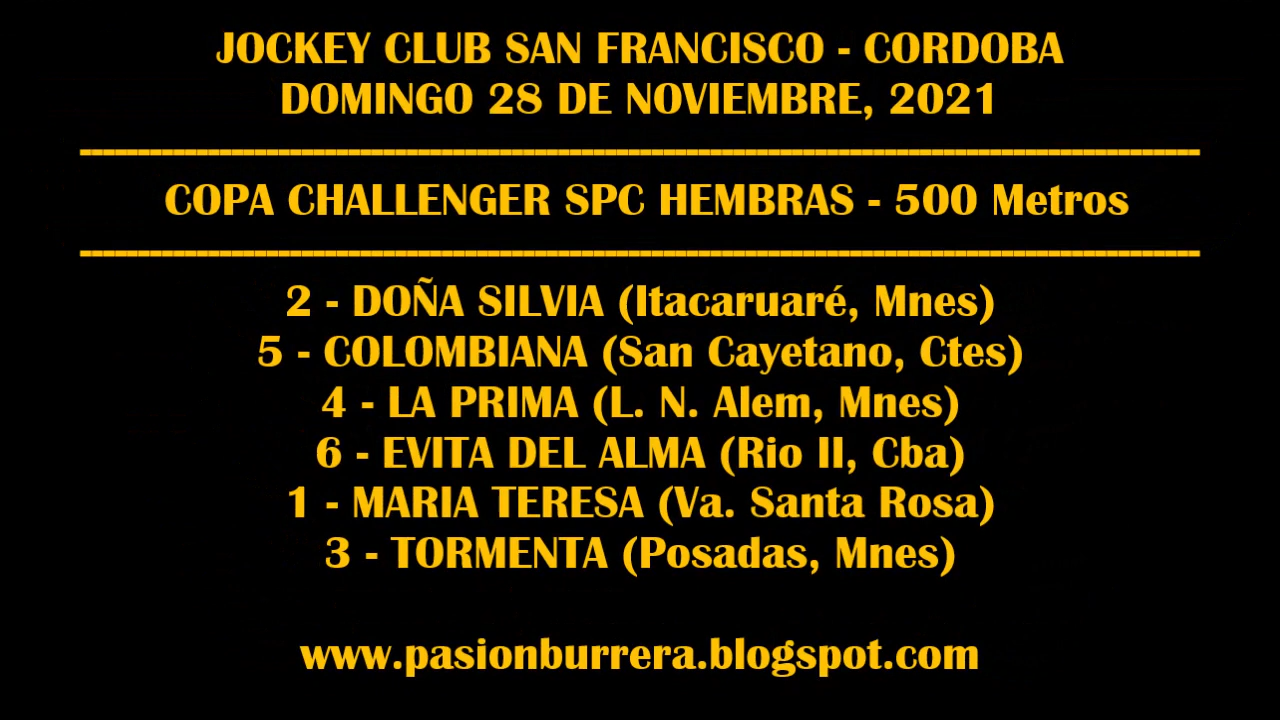 JOCKEY CLUB SAN FRANCISCO - CORDOBA
DOMINGO 28 DE NOVIEMBRE, 2021
COPA CHALLENGER SPC HEMBRAS - 500 Metros
2 - DOÑA SILVIA (Itacaruaré, Mnes)
5 - COLOMBIANA (San Cayetano, Ctes)
4 - LA PRIMA (L. N. Alem, Mnes)
6 - EVITA DEL ALMA (Rio II, Cba)
1 - MARIA TERESA (Va. Santa Rosa)
3 - TORMENTA (Posadas, Mnes)
www.pasionburrera.blogspot.com